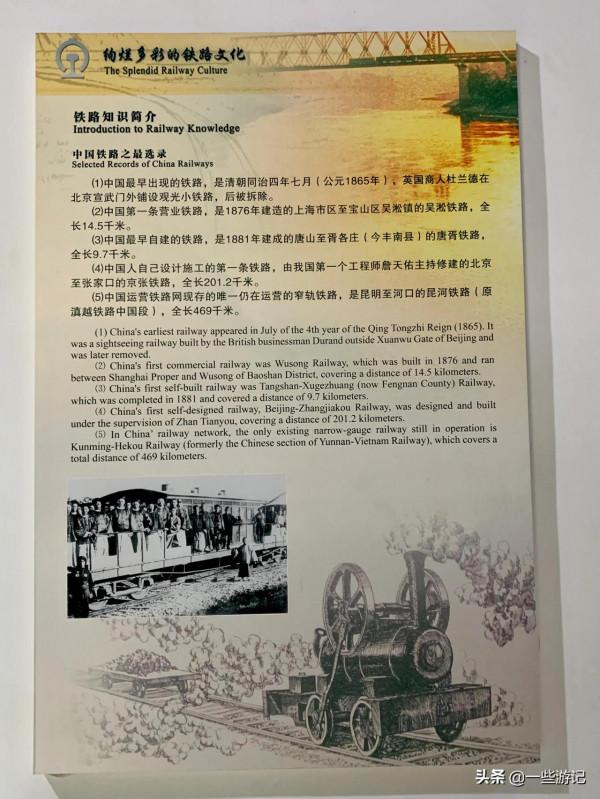 绚烂多彩的铁路文化
The Splendid Railway Culture
铁路知识简介
Introduction to Railway Knowledge
中国铁路之最选录
Selected Records of China Railways
(1)中国最早出现的铁路，是清朝同治四年七月（公元1865年），英国商人杜兰德在
北京宣武门外铺设观光小铁路，后被拆除。
(2)中国第一条营业铁路，是1876年建造的上海市区至宝山区吴淞镇的吴淞铁路，全
长14.5千米。
(3)中国最早自建的铁路，是1881年建成的唐山至胥各庄（今丰南县）的唐胥铁路，
全长9.7千米。
(4)中国人自己设计施工的第一条铁路，由我国第一个工程师詹天佑主持修建的北京
至张家口的京张铁路，全长201.2千米。
(5)中国运营铁路网现存的唯一仍在运营的窄轨铁路，是昆明至河口的昆河铁路（原
滇越铁路中国段），全长469千米。
(1) China's earliest railway appeared in July of the 4th year of the Qing Tongzhi Reign (1865). It
was a sightseeing railway built by the British businessman Durand outside Xuanwu Gate of Beijing and
was later removed.
(2) China's first commercial railway was Wusong Railway, which was built in 1876 and ran
between Shanghai Proper and Wusong of Baoshan District, covering a distance of 14.5 kilometers.
(3) China's first self-built railway was Tangshan-Xugezhuang (now Fengnan County) Railway,
which was completed in 1881 and covered a distance of 9.7 kilometers.
(4) China's first self-designed railway, Beijing-Zhangjiakou Railway, was designed and built
under the supervision of Zhan Tianyou, covering a distance of 201.2 kilometers.
(5) In China' railway network, the only existing narrow-gauge railway still in operation is
Kunming-Hekou Railway (formerly the Chinese section of Yunnan-Vietnam Railway), which covers a
total distance of 469 kilometers.
头条 @一些游记